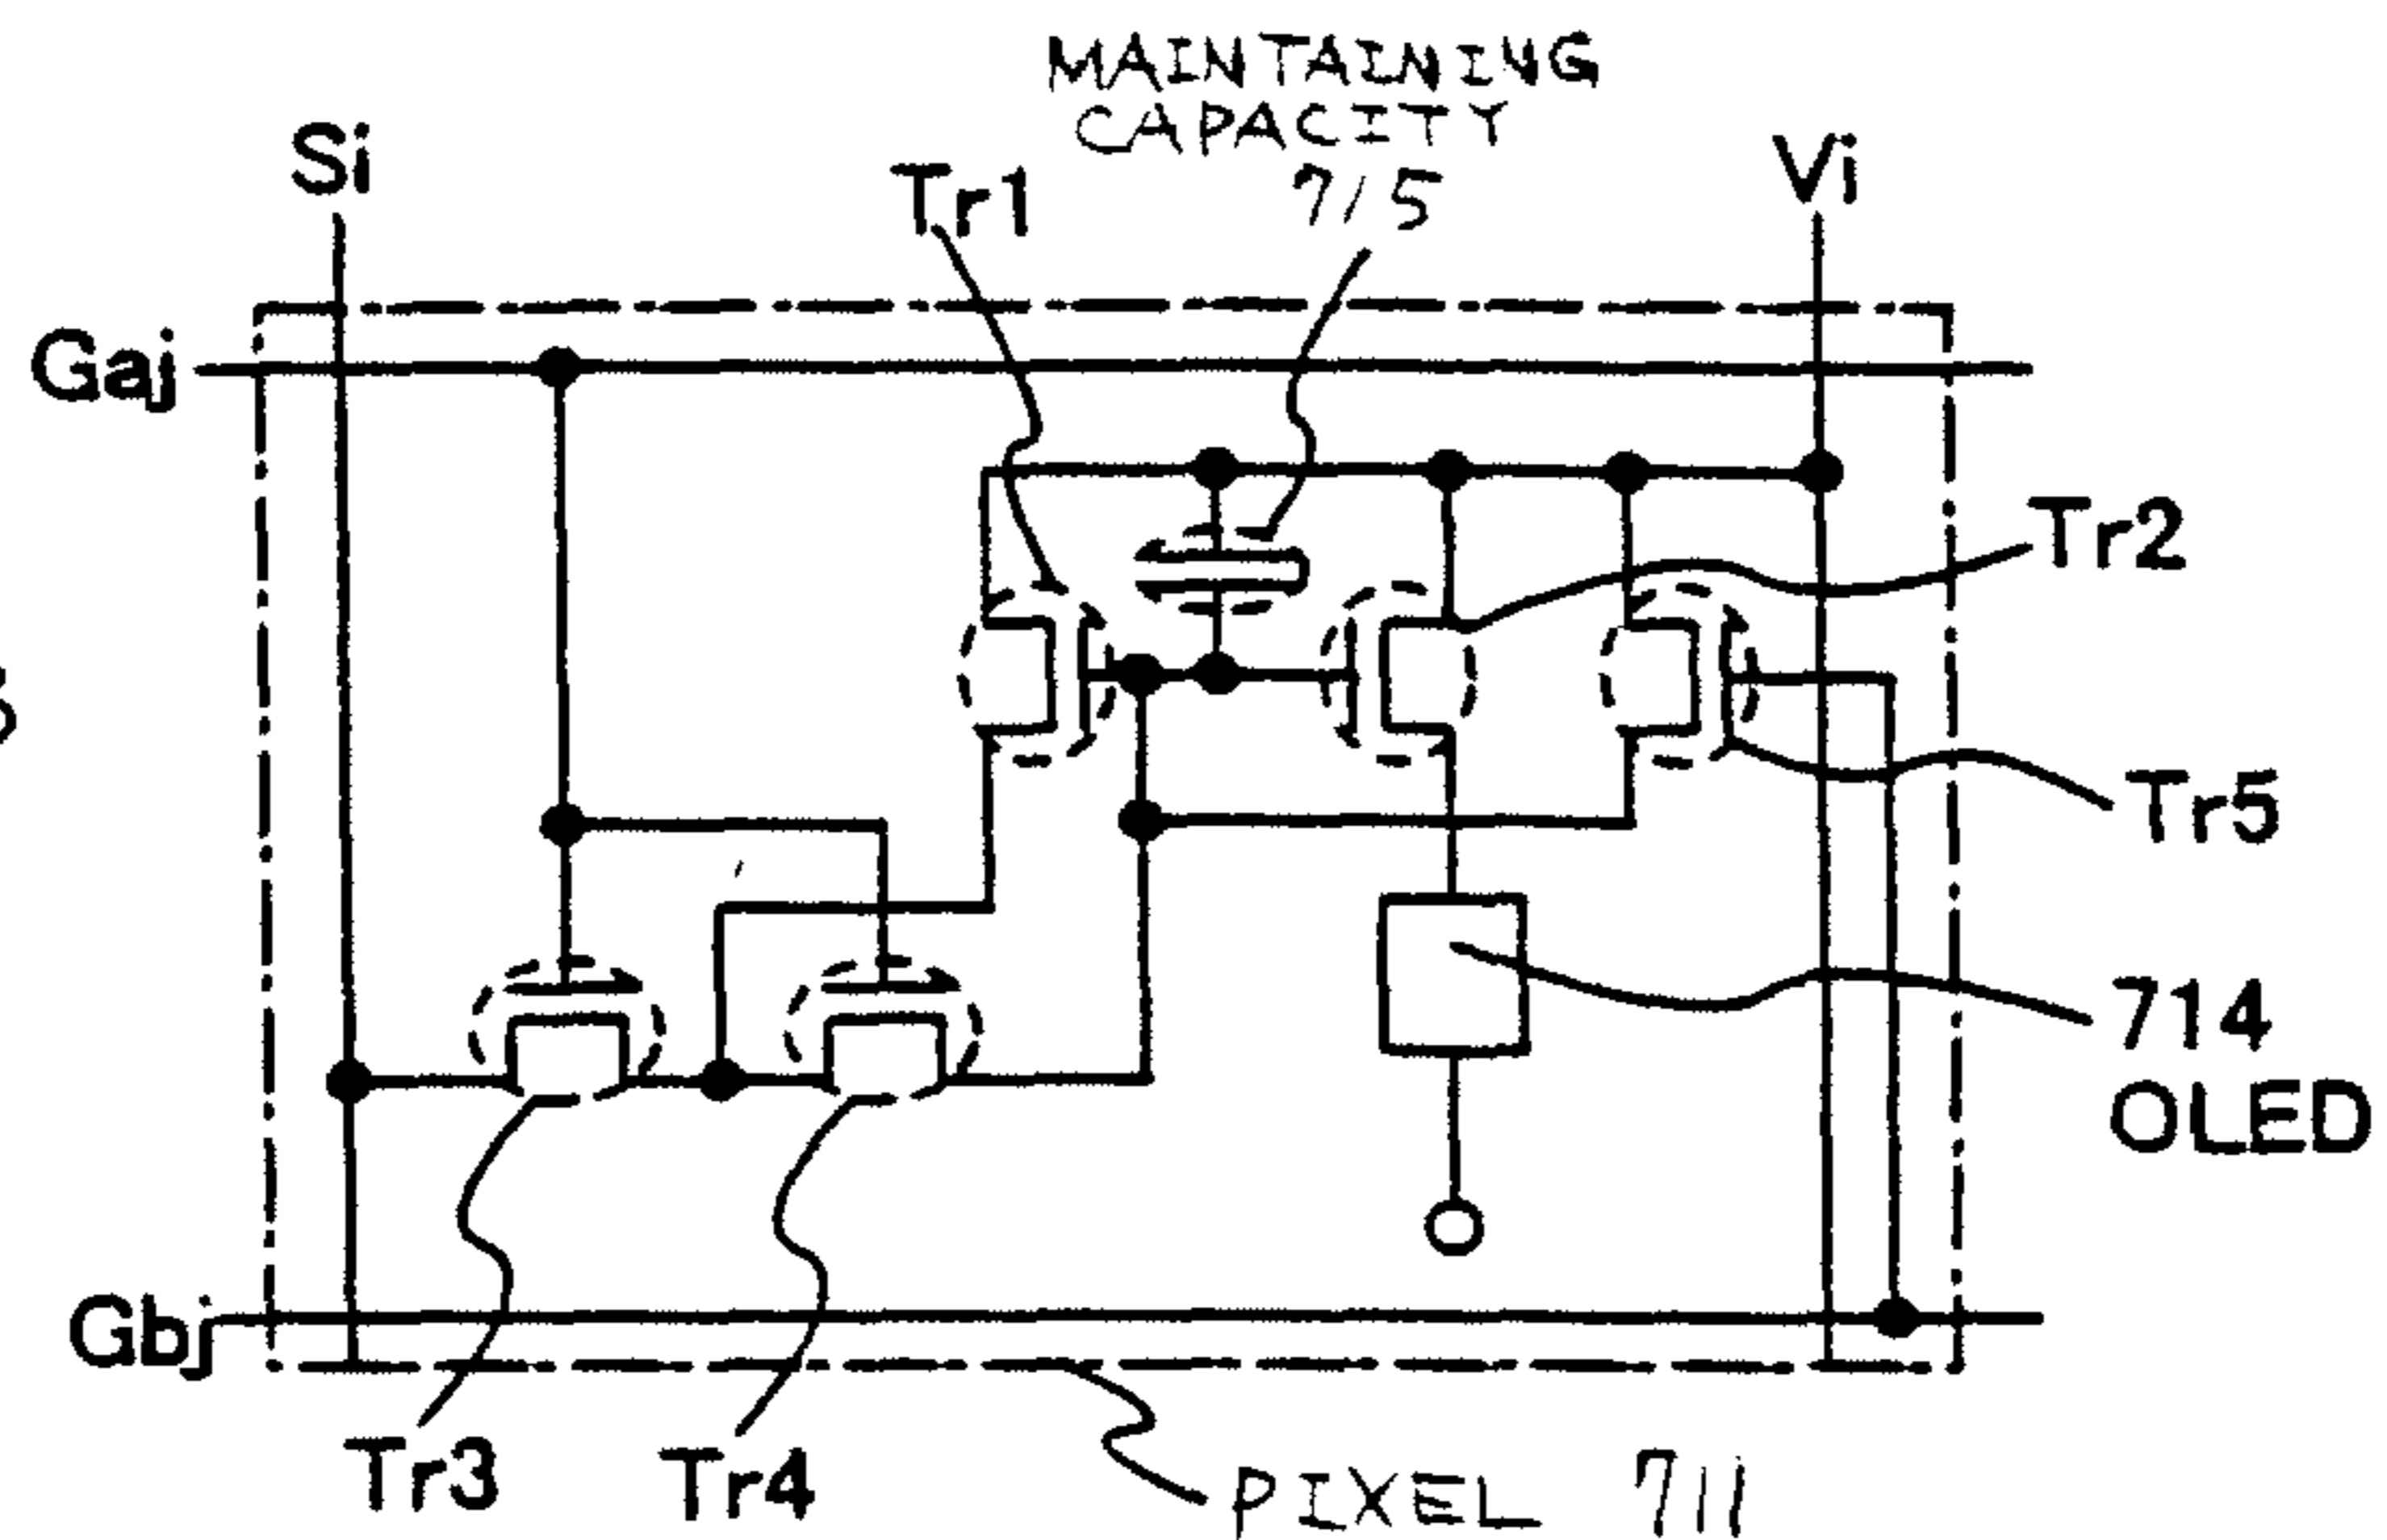 MAINTAINING
CAPACITY
715
Si
Tr1
Vi
Gaj
Tr2
Tr5
714
OLED
Gbj
Tr3
Tr4
PIXEL 711